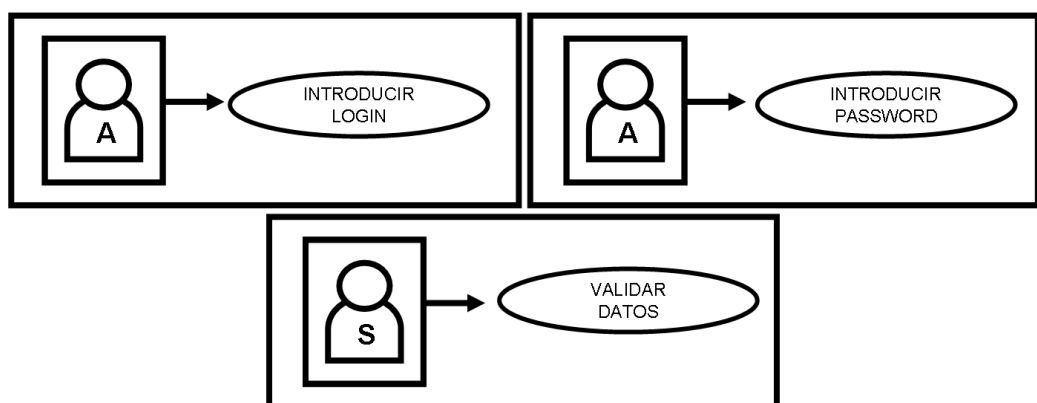 A
INTRODUCIR
LOGIN
A
INTRODUCIR
PASSWORD
S
VALIDAR
DATOS